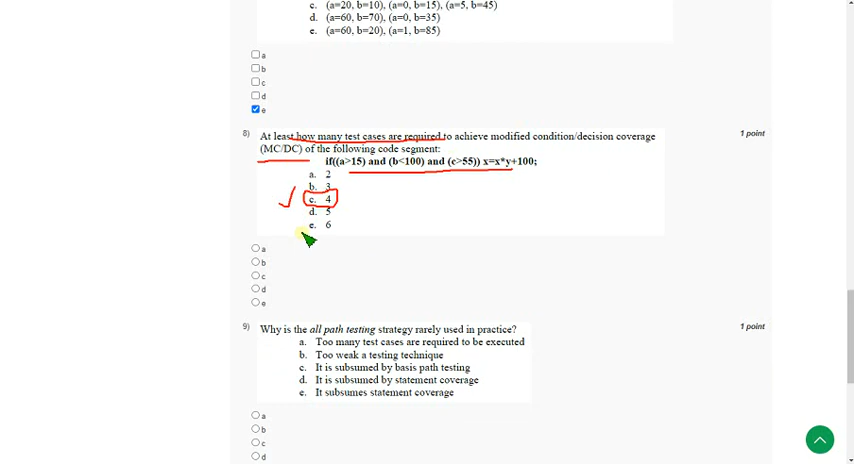 c. (a=20, b=10), (a=0, b=15), (a=5, b=45)
d. (a=60, b=70), (a=0, b=35)
e. (a=60, b=20), (a=1, b=85)
a
b
c
d
e
8) At least how many test cases are required to achieve modified condition/decision coverage 1 point
(MC/DC) of the following code segment:
if((a>15) and (b<100) and (c>55)) x=x*y+100;
a. 2
b. 3
c. 4
d. 5
e. 6
a
b
c
d
e
9) Why is the all path testing strategy rarely used in practice? 1 point
a. Too many test cases are required to be executed
b. Too weak a testing technique
c. It is subsumed by basis path testing
d. It is subsumed by statement coverage
e. It subsumes statement coverage
a
b
c
d